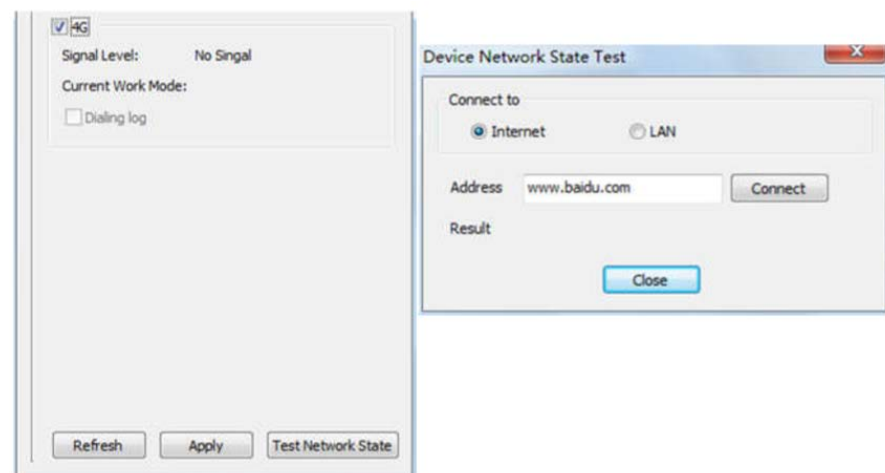 4G
Signal Level: No Singal
Current Work Mode:
Dialing log
Refresh Apply Test Network State
Device Network State Test
X
Connect to
Internet LAN
Address www.baidu.com Connect
Result
Close